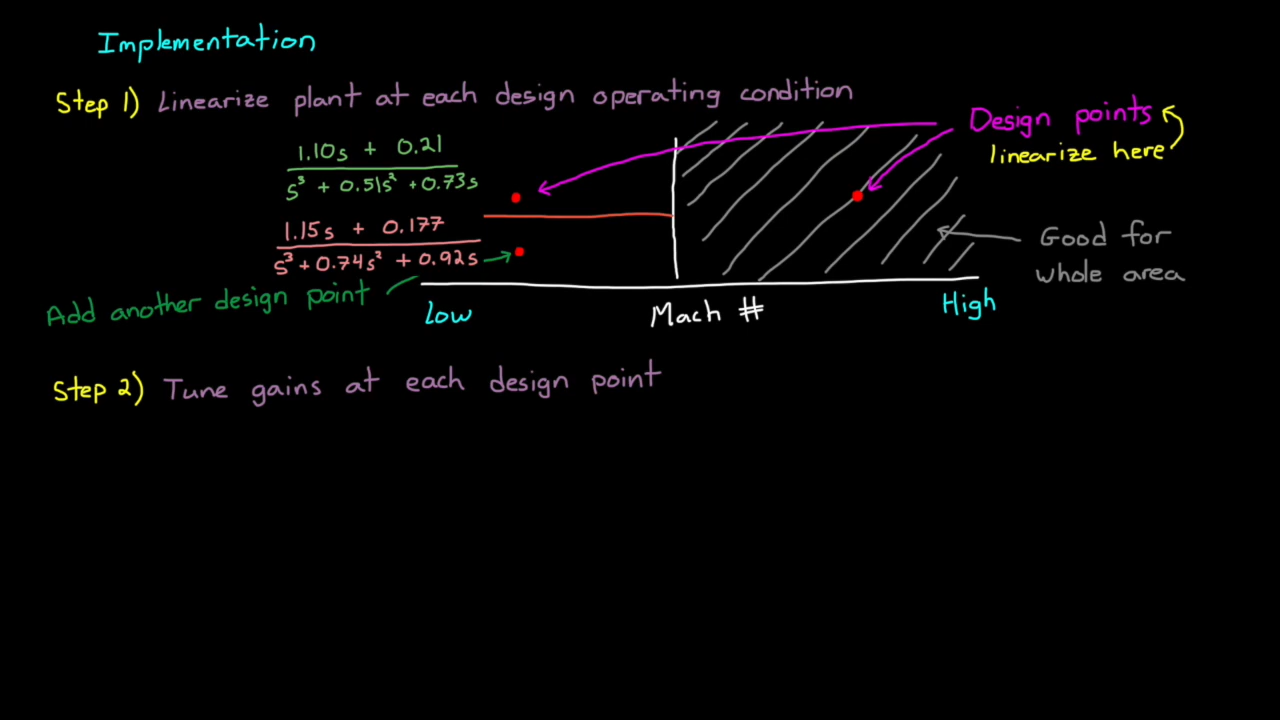 Implementation
Step 1) Linearize plant at each design operating condition
Design points
linearize here
1.10s + 0.21
s³ + 0.51s² + 0.73s
1.15s + 0.177
s³ + 0.74s² + 0.92s
Good for
whole area
Add another design point
Low
Mach #
High
Step 2) Tune gains at each design point